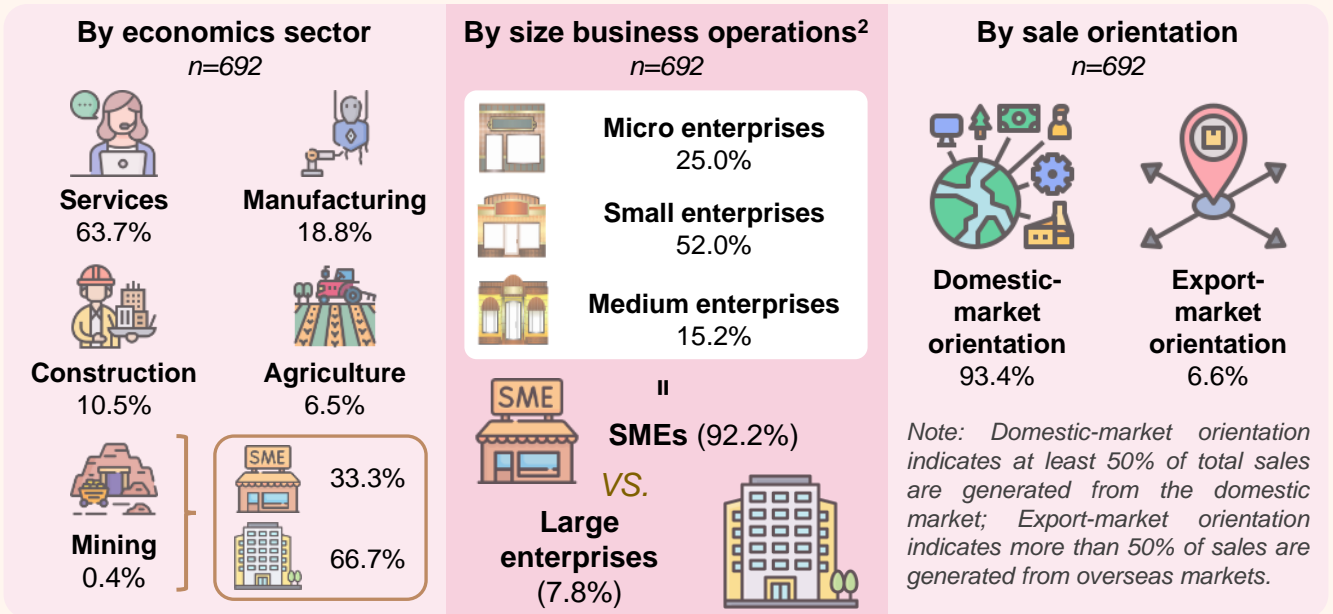 By economics sector
n=692
Services
63.7%
Manufacturing
18.8%
Construction
10.5%
Agriculture
6.5%
Mining
0.4%
SME
33.3%
66.7%
By size business operations²
n=692
Micro enterprises
25.0%
Small enterprises
52.0%
Medium enterprises
15.2%
=
SME
SMEs (92.2%)
VS.
Large
enterprises
(7.8%)
By sale orientation
n=692
Domestic-
market
orientation
93.4%
Export-
market
orientation
6.6%
Note: Domestic-market orientation
indicates at least 50% of total sales
are generated from the domestic
market; Export-market orientation
indicates more than 50% of sales are
generated from overseas markets.